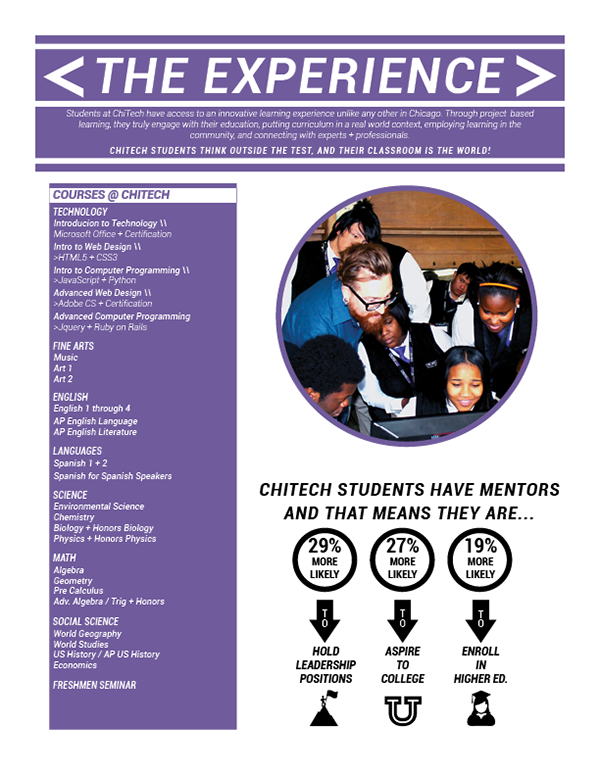 < THE EXPERIENCE >
Students at ChiTech have access to an innovative learning experience unlike any other in Chicago. Through project based
learning, they truly engage with their education, putting curriculum in a real world context, employing learning in the
community, and connecting with experts + professionals.
CHITECH STUDENTS THINK OUTSIDE THE TEST, AND THEIR CLASSROOM IS THE WORLD!
COURSES @ CHITECH
TECHNOLOGY
Introducion to Technology \\
Microsoft Office + Certification
Intro to Web Design \\
>HTML5 + CSS3
Intro to Computer Programming \\
>JavaScript + Python
Advanced Web Design \\
>Adobe CS + Certification
Advanced Computer Programming
>Jquery + Ruby on Rails
FINE ARTS
Music
Art 1
Art 2
ENGLISH
English 1 through 4
AP English Language
AP English Literature
LANGUAGES
Spanish 1 + 2
Spanish for Spanish Speakers
SCIENCE
Environmental Science
Chemistry
Biology + Honors Biology
Physics + Honors Physics
MATH
Algebra
Geometry
Pre Calculus
Adv. Algebra / Trig + Honors
SOCIAL SCIENCE
World Geography
World Studies
US History / AP US History
Economics
FRESHMEN SEMINAR
CHITECH STUDENTS HAVE MENTORS
AND THAT MEANS THEY ARE...
29%
MORE
LIKELY
TO
HOLD
LEADERSHIP
POSITIONS
27%
MORE
LIKELY
TO
ASPIRE
TO
COLLEGE
U
19%
MORE
LIKELY
TO
ENROLL
IN
HIGHER ED.